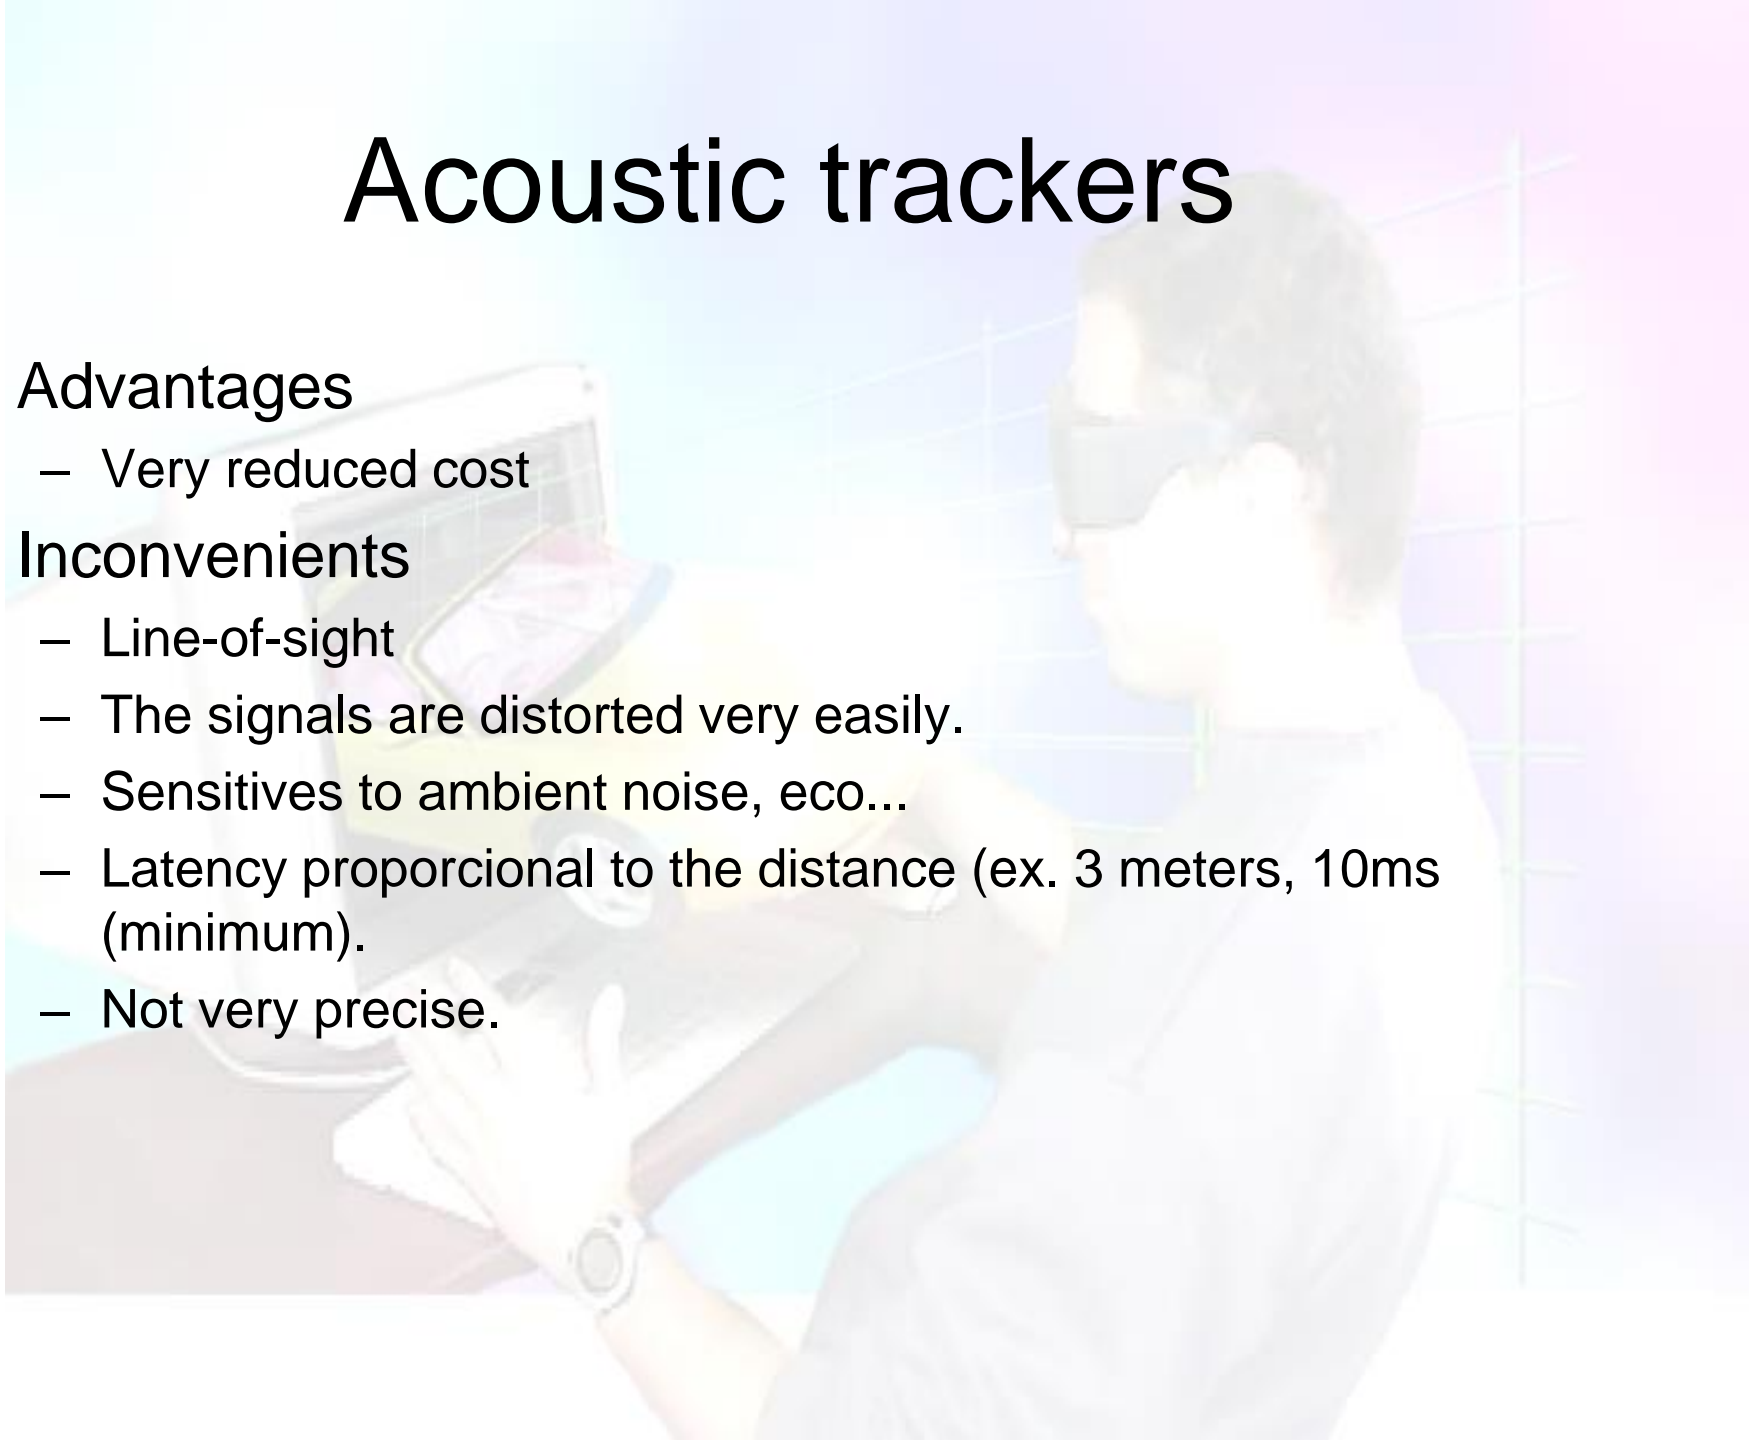 Acoustic trackers
Advantages
– Very reduced cost
Inconvenients
– Line-of-sight
– The signals are distorted very easily.
– Sensitives to ambient noise, eco...
– Latency proporcional to the distance (ex. 3 meters, 10ms
(minimum).
– Not very precise.